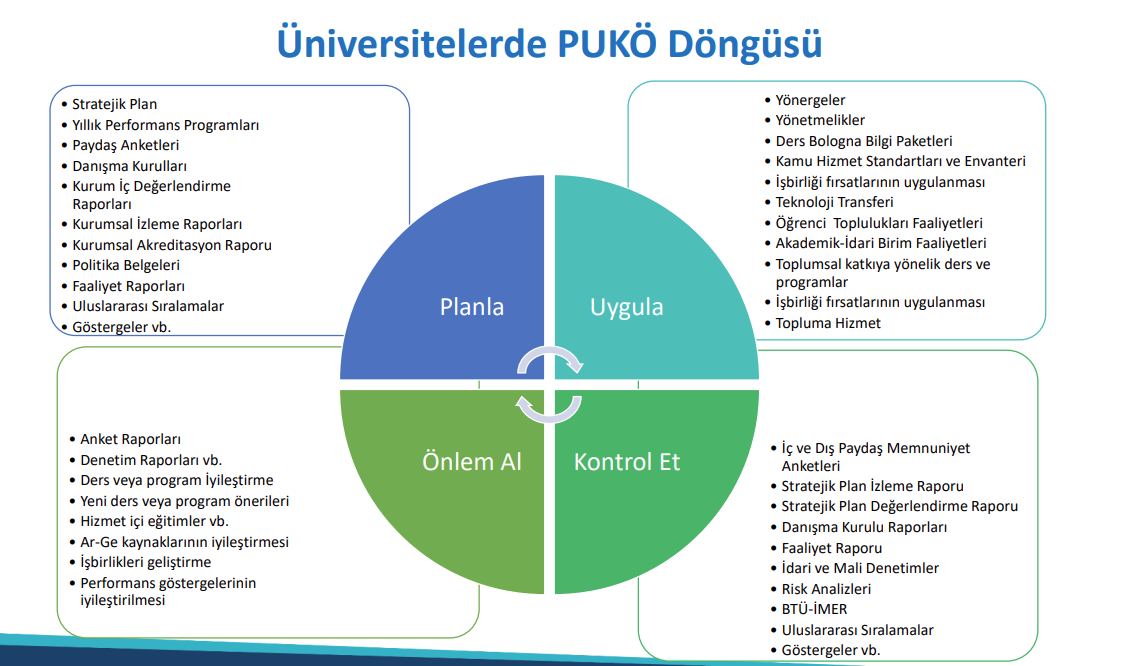 Üniversitelerde PUKÖ Döngüsü
• Stratejik Plan
• Yıllık Performans Programları
• Paydaş Anketleri
• Danışma Kurulları
• Kurum İç Değerlendirme
Raporları
• Kurumsal İzleme Raporları
• Kurumsal Akreditasyon Raporu
• Politika Belgeleri
• Faaliyet Raporları
• Uluslararası Sıralamalar
• Göstergeler vb.
• Yönergeler
• Yönetmelikler
• Ders Bologna Bilgi Paketleri
• Kamu Hizmet Standartları ve Envanteri
• İşbirliği fırsatlarının uygulanması
• Teknoloji Transferi
• Öğrenci Toplulukları Faaliyetleri
• Akademik-İdari Birim Faaliyetleri
• Toplumsal katkıya yönelik ders ve
programlar
• İşbirliği fırsatlarının uygulanması
• Topluma Hizmet
Planla
Uygula
Önlem Al
Kontrol Et
• Anket Raporları
• Denetim Raporları vb.
• Ders veya program İyileştirme
• Yeni ders veya program önerileri
• Hizmet içi eğitimler vb.
• Ar-Ge kaynaklarının iyileştirmesi
• İşbirlikleri geliştirme
• Performans göstergelerinin
iyileştirilmesi
• İç ve Dış Paydaş Memnuniyet
Anketleri
• Stratejik Plan İzleme Raporu
• Stratejik Plan Değerlendirme Raporu
• Danışma Kurulu Raporları
• Faaliyet Raporu
• İdari ve Mali Denetimler
• Risk Analizleri
• BTÜ-İMER
• Uluslararası Sıralamalar
• Göstergeler vb.